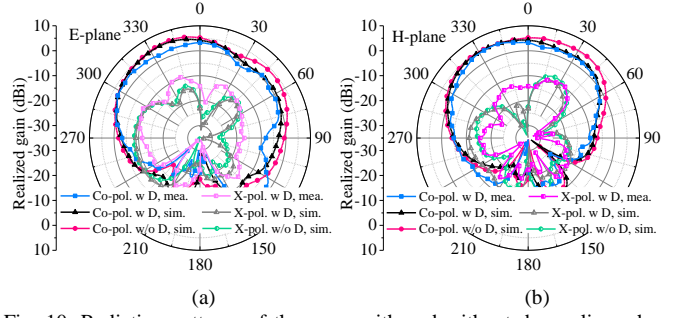 0
330
30
E-plane
300
60
270
90
210
150
180
10
0
-10
-20
-30
-30
-20
-10
0
10
Realized gain (dBi)
Co-pol. w D, mea.
X-pol. w D, mea.
Co-pol. w D, sim.
X-pol. w D, sim.
Co-pol. w/o D, sim.
X-pol. w/o D, sim.
(a)
0
330
30
H-plane
300
60
270
90
210
150
180
10
0
-10
-20
-30
-30
-20
-10
0
10
Realized gain (dBi)
Co-pol. w D, mea.
X-pol. w D, mea.
Co-pol. w D, sim.
X-pol. w D, sim.
Co-pol. w/o D, sim.
X-pol. w/o D, sim.
(b)